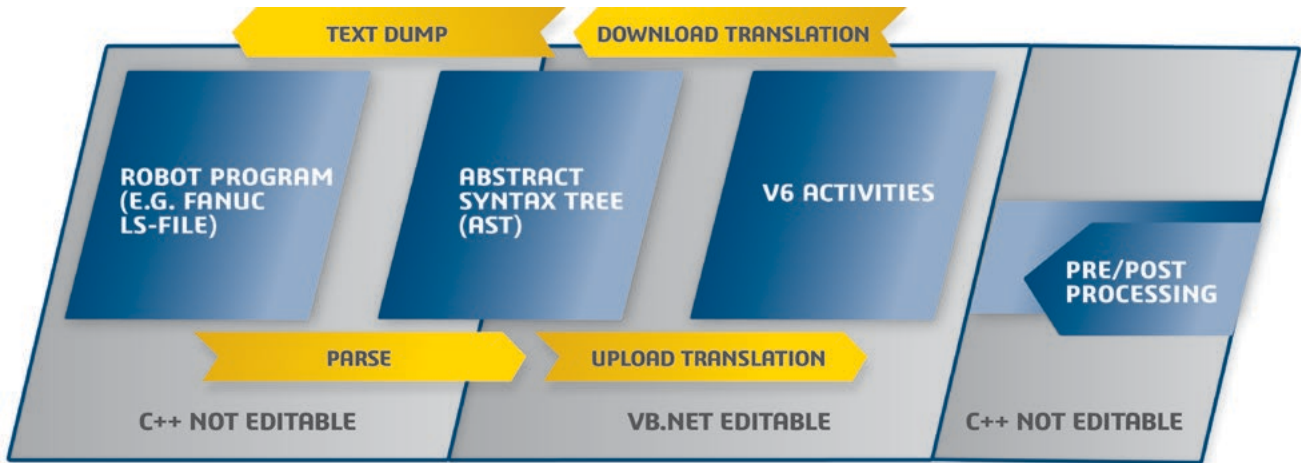 TEXT DUMP
DOWNLOAD TRANSLATION
ROBOT PROGRAM
(E.G. FANUC
LS-FILE)
ABSTRACT
SYNTAX TREE
(AST)
V6 ACTIVITIES
PRE/POST
PROCESSING
PARSE
UPLOAD TRANSLATION
C++ NOT EDITABLE
VB.NET EDITABLE
C++ NOT EDITABLE